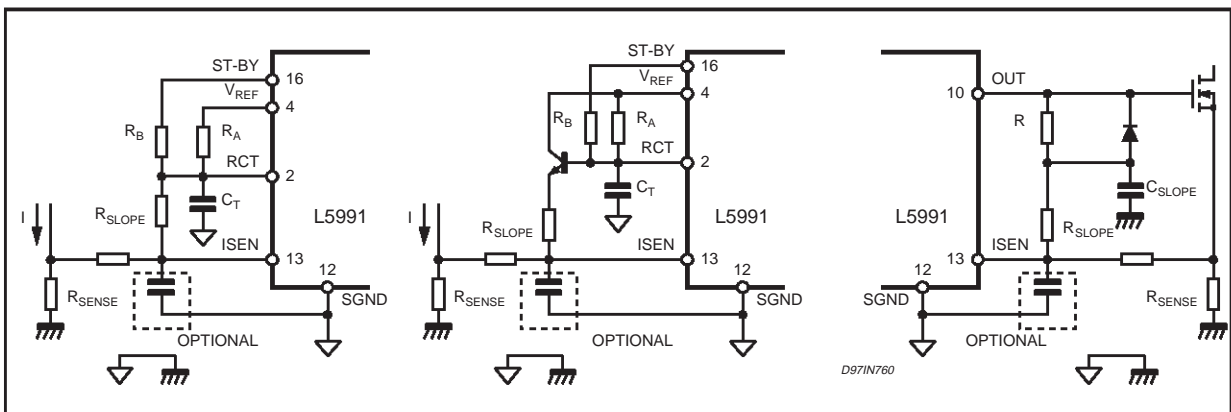 ST-BY
16
VREF
4
RB
RA
RCT
2
CT
L5991
I
RSLOPE
ISEN
13
12
SGND
RSENSE
OPTIONAL
ST-BY
16
VREF
4
RB
RA
RCT
2
CT
L5991
I
RSLOPE
ISEN
13
12
SGND
RSENSE
OPTIONAL
OUT
10
R
CSLOPE
L5991
RSLOPE
ISEN
13
12
SGND
RSENSE
OPTIONAL
D97IN760